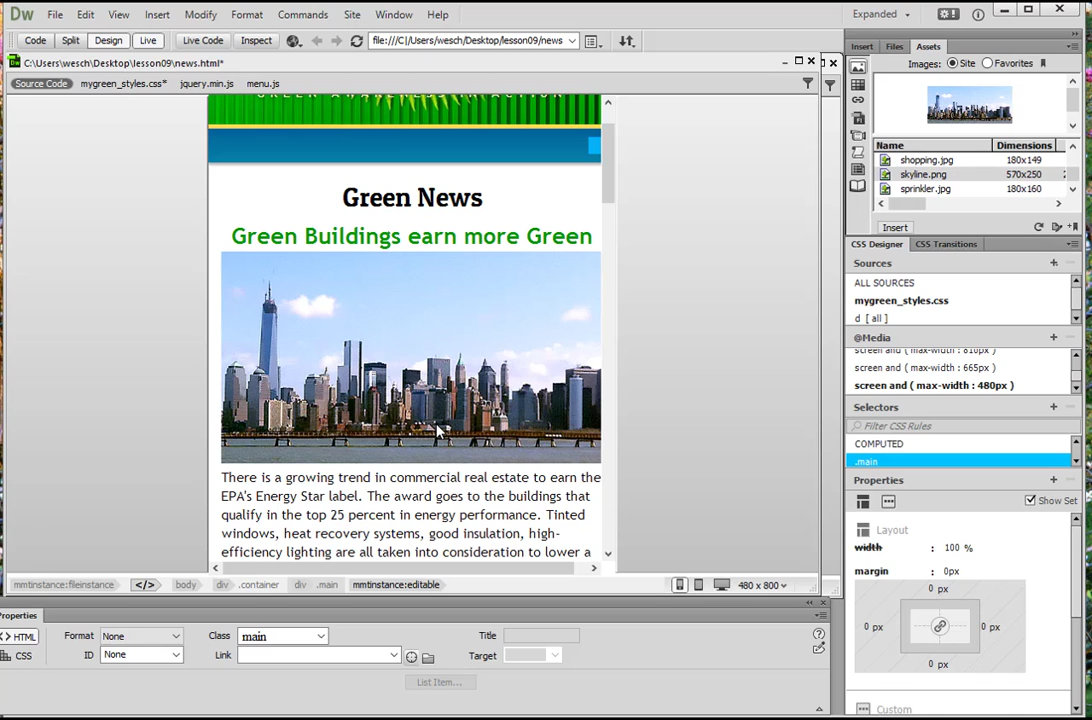 Dw File Edit View Insert Modify Format Commands Site Window Help Expanded
Code Split Design Live Live Code Inspect file:///C|/Users/wesch/Desktop/lesson09/news
C:\Users\wesch\Desktop\lesson09\news.html*
Source Code mygreen_styles.css* jquery.min.js menu.js
Green News
Green Buildings earn more Green
There is a growing trend in commercial real estate to earn the
EPA's Energy Star label. The award goes to the buildings that
qualify in the top 25 percent in energy performance. Tinted
windows, heat recovery systems, good insulation, high-
efficiency lighting are all taken into consideration to lower a
mmtinstance:fileinstance </> body div .container div .main mmtinstance:editable 480 x 800
Properties
<> HTML Format None Class main Title
CSS ID None Link Target
List Item...
Insert Files Assets
Images: Site Favorites
Name Dimensions
shopping.jpg 180x149
skyline.png 570x250
sprinkler.jpg 180x160
Insert
CSS Designer CSS Transitions
Sources
ALL SOURCES
mygreen_styles.css
d [ all ]
@Media
screen and ( max-width : 810px )
screen and ( max-width : 665px )
screen and ( max-width : 480px )
Selectors
Filter CSS Rules
COMPUTED
.main
Properties
Show Set
Layout
width : 100 %
margin : 0px
0 px
0 px 0 px
0 px
Custom